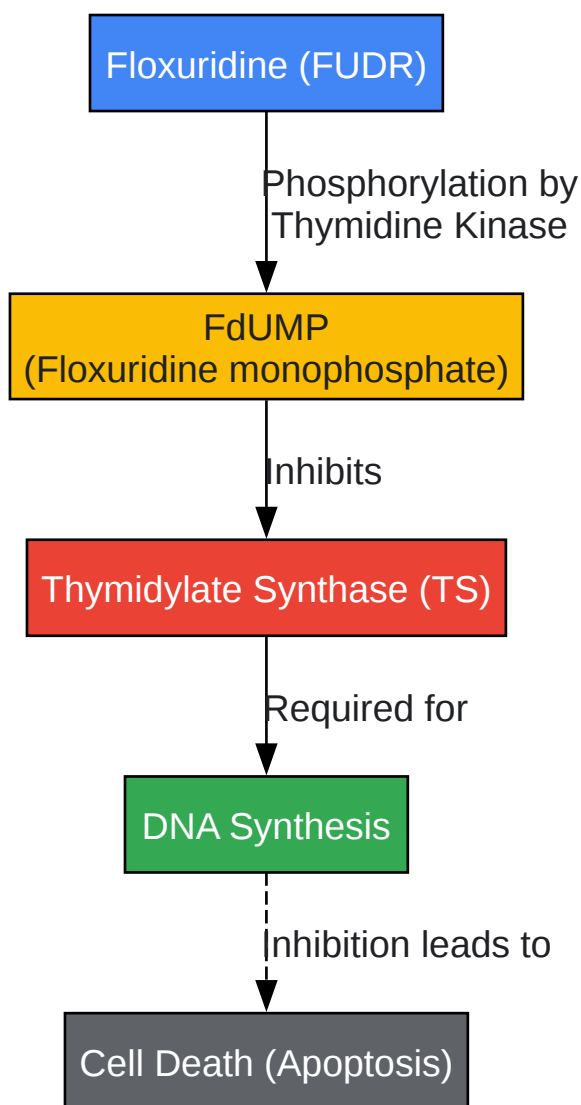 Floxuridine (FUDR)
Phosphorylation by
Thymidine Kinase
FdUMP
(Floxuridine monophosphate)
Inhibits
Thymidylate Synthase (TS)
Required for
DNA Synthesis
Inhibition leads to
Cell Death (Apoptosis)